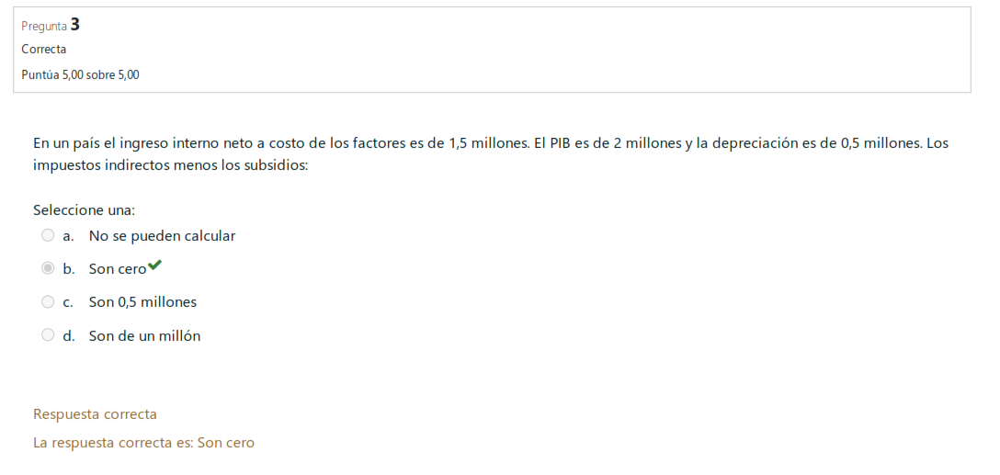 Pregunta 3
Correcta
Puntúa 5,00 sobre 5,00
En un país el ingreso interno neto a costo de los factores es de 1,5 millones. El PIB es de 2 millones y la depreciación es de 0,5 millones. Los
impuestos indirectos menos los subsidios:
Seleccione una:
a. No se pueden calcular
b. Son cero
c. Son 0,5 millones
d. Son de un millón
Respuesta correcta
La respuesta correcta es: Son cero